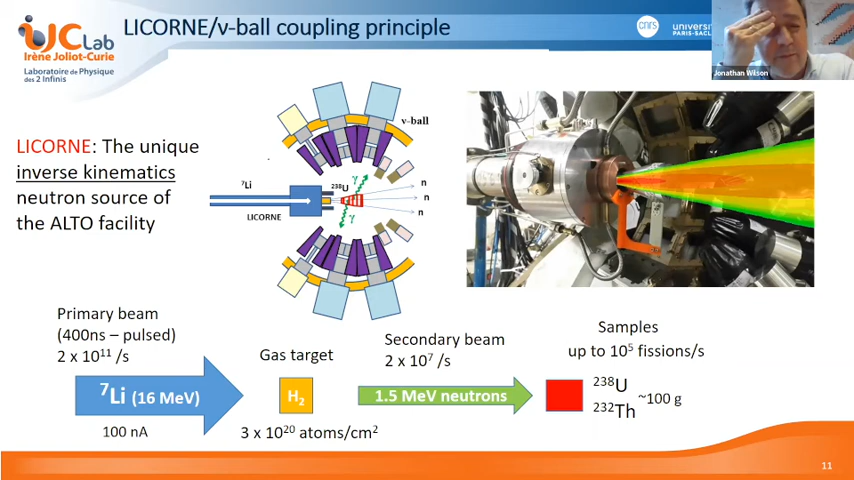 LICORNE/ν-ball coupling principle
iJC Lab
Irène Joliot-Curie
Laboratoire de Physique
des 2 Infinis
cnrs
université
PARIS-SACL
Jonathan Wilson
LICORNE: The unique
inverse kinematics
neutron source of
the ALTO facility
ν-ball
⁷Li
²³⁸U
γ
n
n
n
γ
LICORNE
Primary beam
(400ns – pulsed)
2 x 10¹¹ /s
⁷Li (16 MeV)
100 nA
Gas target
H₂
3 x 10²⁰ atoms/cm²
Secondary beam
2 x 10⁷ /s
1.5 MeV neutrons
Samples
up to 10⁵ fissions/s
²³⁸U
²³²Th
~100 g
11